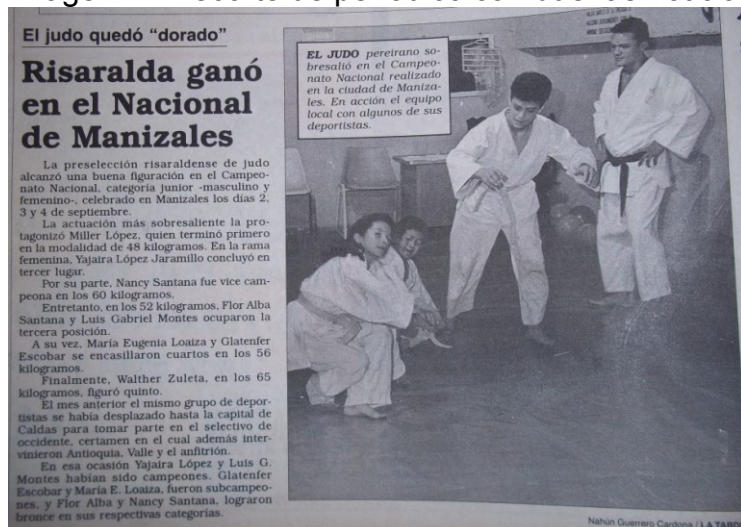 El judo quedó "dorado"
Risaralda ganó
en el Nacional
de Manizales
La preselección risaraldense de judo
alcanzó una buena figuración en el Campeo-
nato Nacional, categoría junior -masculino y
femenino-, celebrado en Manizales los días 2,
3 y 4 de septiembre.
La actuación más sobresaliente la pro-
tagonizó Miller López, quien terminó primero
en la modalidad de 48 kilogramos. En la rama
femenina, Yajaira López Jaramillo concluyó en
tercer lugar.
Por su parte, Nancy Santana fue vice cam-
peona en los 60 kilogramos.
Entretanto, en los 52 kilogramos, Flor Alba
Santana y Luis Gabriel Montes ocuparon la
tercera posición.
A su vez, María Eugenia Loaiza y Glatenfer
Escobar se encasillaron cuartos en los 56
kilogramos.
Finalmente, Walther Zuleta, en los 65
kilogramos, figuró quinto.
El mes anterior el mismo grupo de depor-
tistas se había desplazado hasta la capital de
Caldas para tomar parte en el selectivo de
occidente, certamen en el cual además inter-
vinieron Antioquia, Valle y el anfitrión.
En esa ocasión Yajaira López y Luis G.
Montes habían sido campeones. Glatenfer
Escobar y María E. Loaiza, fueron subcampeo-
nes, y Flor Alba y Nancy Santana, lograron
bronce en sus respectivas categorías.
EL JUDO pereirano so-
bresalió en el Campeo-
nato Nacional realizado
en la ciudad de Maniza-
les. En acción el equipo
local con algunos de sus
deportistas.
Nahún Guerrero Cardona / LA TARD